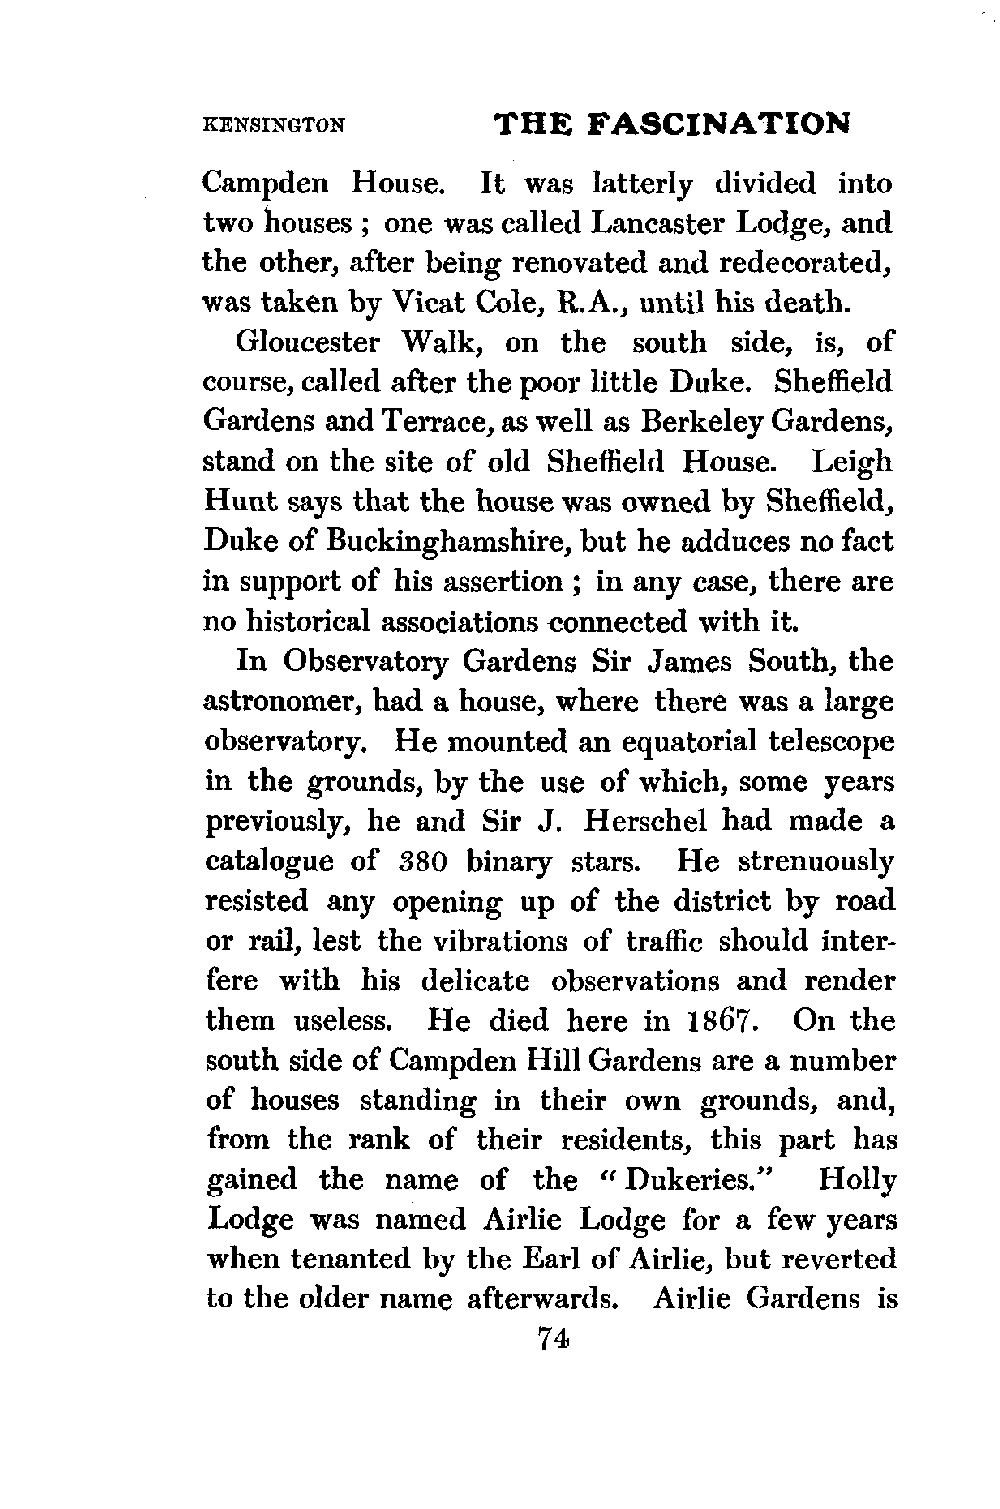 KENSINGTON THE FASCINATION
Campden House. It was latterly divided into
two houses ; one was called Lancaster Lodge, and
the other, after being renovated and redecorated,
was taken by Vicat Cole, R.A., until his death.
Gloucester Walk, on the south side, is, of
course, called after the poor little Duke. Sheffield
Gardens and Terrace, as well as Berkeley Gardens,
stand on the site of old Sheffield House. Leigh
Hunt says that the house was owned by Sheffield,
Duke of Buckinghamshire, but he adduces no fact
in support of his assertion ; in any case, there are
no historical associations connected with it.
In Observatory Gardens Sir James South, the
astronomer, had a house, where there was a large
observatory. He mounted an equatorial telescope
in the grounds, by the use of which, some years
previously, he and Sir J. Herschel had made a
catalogue of 380 binary stars. He strenuously
resisted any opening up of the district by road
or rail, lest the vibrations of traffic should inter-
fere with his delicate observations and render
them useless. He died here in 1867. On the
south side of Campden Hill Gardens are a number
of houses standing in their own grounds, and,
from the rank of their residents, this part has
gained the name of the “Dukeries.” Holly
Lodge was named Airlie Lodge for a few years
when tenanted by the Earl of Airlie, but reverted
to the older name afterwards. Airlie Gardens is
74